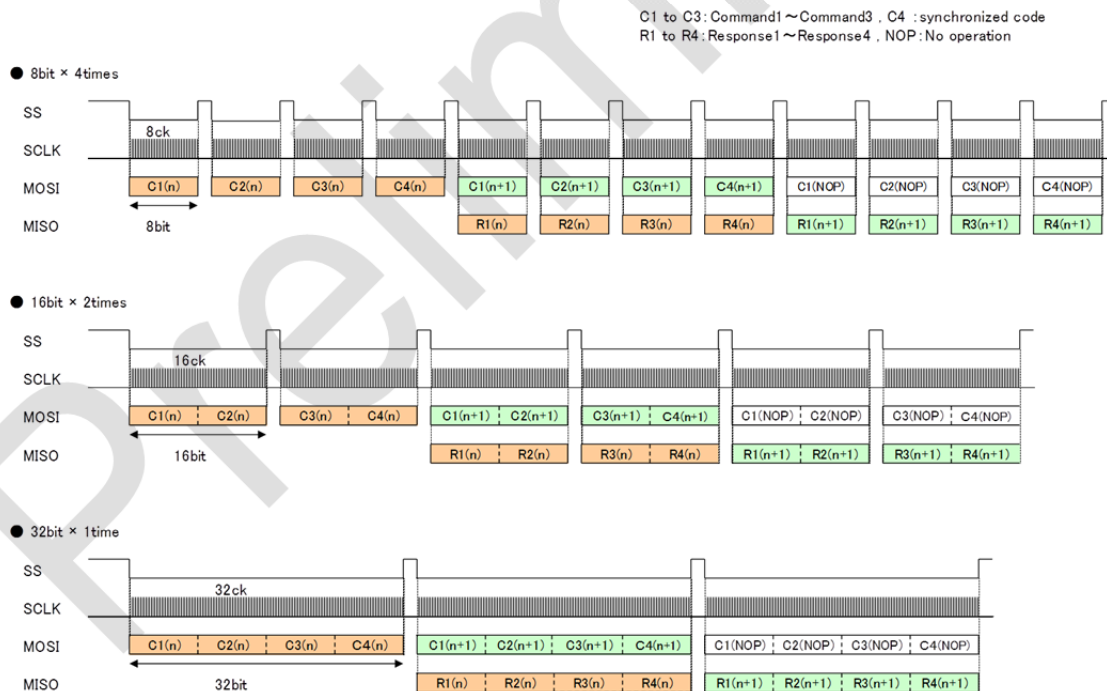 C1 to C3:Command1～Command3 , C4 :synchronized code
R1 to R4:Response1～Response4 , NOP:No operation
● 8bit × 4times
SS
8ck
SCLK
MOSI C1(n) C2(n) C3(n) C4(n) C1(n+1) C2(n+1) C3(n+1) C4(n+1) C1(NOP) C2(NOP) C3(NOP) C4(NOP)
MISO 8bit R1(n) R2(n) R3(n) R4(n) R1(n+1) R2(n+1) R3(n+1) R4(n+1)
● 16bit × 2times
SS
16ck
SCLK
MOSI C1(n) C2(n) C3(n) C4(n) C1(n+1) C2(n+1) C3(n+1) C4(n+1) C1(NOP) C2(NOP) C3(NOP) C4(NOP)
MISO 16bit R1(n) R2(n) R3(n) R4(n) R1(n+1) R2(n+1) R3(n+1) R4(n+1)
● 32bit × 1time
SS
32ck
SCLK
MOSI C1(n) C2(n) C3(n) C4(n) C1(n+1) C2(n+1) C3(n+1) C4(n+1) C1(NOP) C2(NOP) C3(NOP) C4(NOP)
MISO 32bit R1(n) R2(n) R3(n) R4(n) R1(n+1) R2(n+1) R3(n+1) R4(n+1)
Prelim